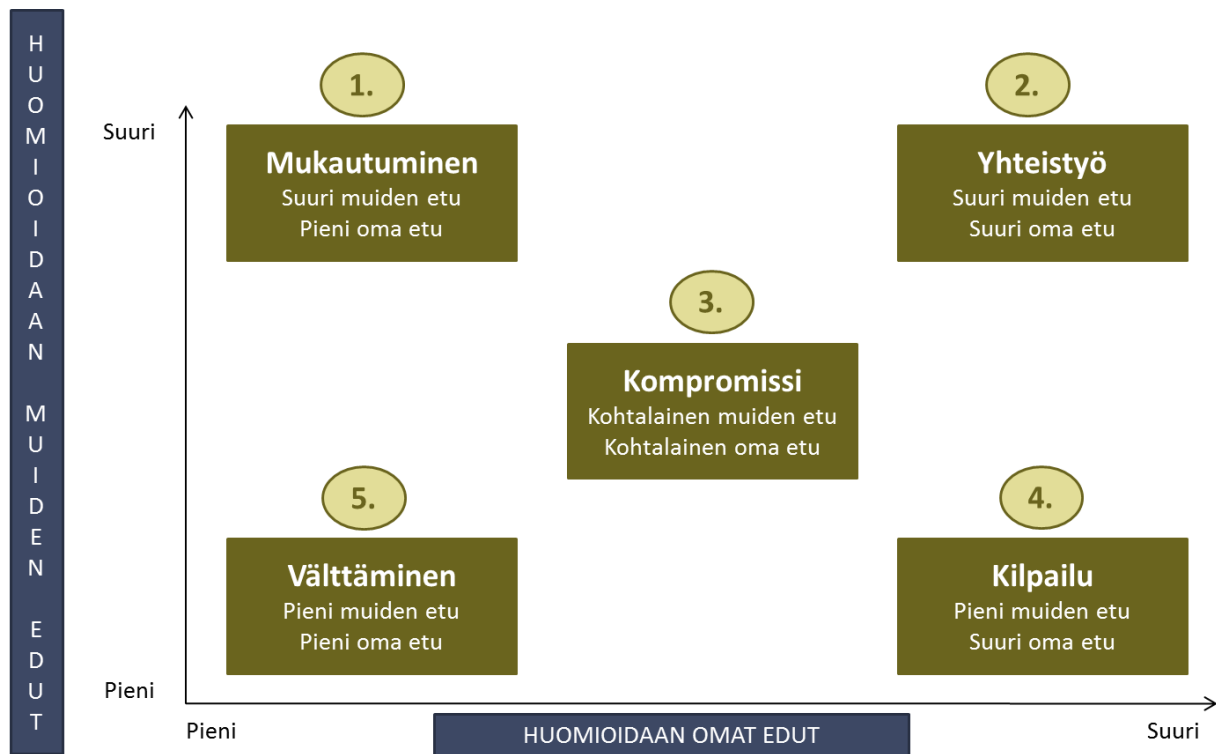 HUOMIOIDAAN MUIDEN EDUT
Suuri
1.
Mukautuminen
Suuri muiden etu
Pieni oma etu
2.
Yhteistyö
Suuri muiden etu
Suuri oma etu
3.
Kompromissi
Kohtalainen muiden etu
Kohtalainen oma etu
5.
Välttäminen
Pieni muiden etu
Pieni oma etu
4.
Kilpailu
Pieni muiden etu
Suuri oma etu
Pieni
Pieni
HUOMIOIDAAN OMAT EDUT
Suuri